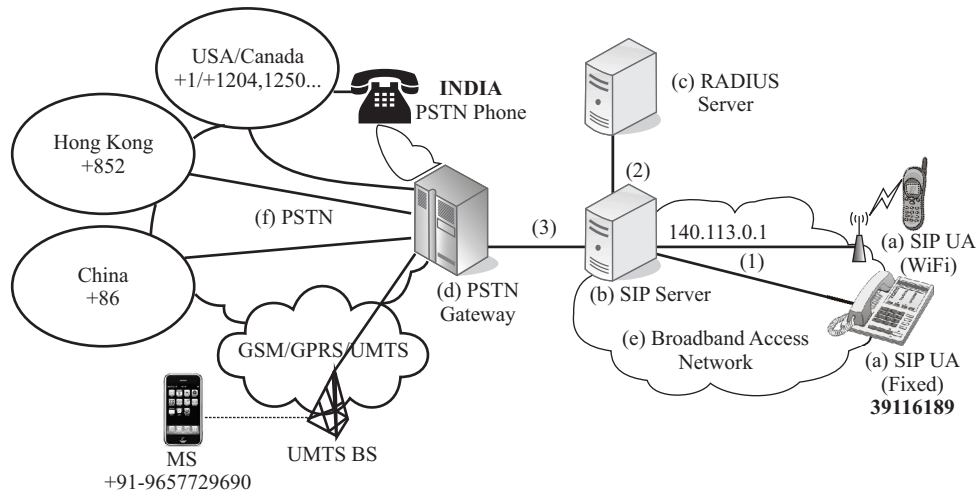 USA/Canada
+1/+1204,1250...
INDIA
PSTN Phone
Hong Kong
+852
(c) RADIUS
Server
(f) PSTN
(2)
(3)
140.113.0.1
(1)
(a) SIP UA
(WiFi)
China
+86
(d) PSTN
Gateway
(b) SIP Server
(e) Broadband Access
Network
(a) SIP UA
(Fixed)
39116189
GSM/GPRS/UMTS
UMTS BS
MS
+91-9657729690